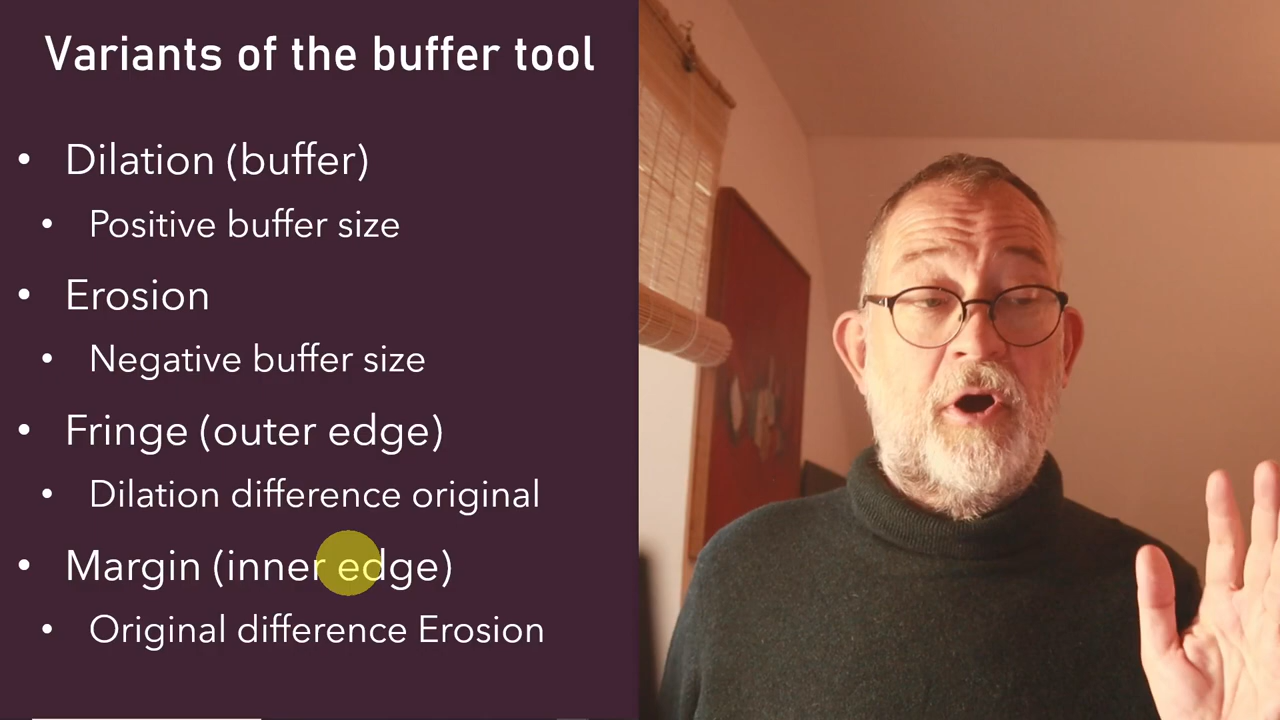 Variants of the buffer tool
• Dilation (buffer)
• Positive buffer size
• Erosion
• Negative buffer size
• Fringe (outer edge)
• Dilation difference original
• Margin (inner edge)
• Original difference Erosion